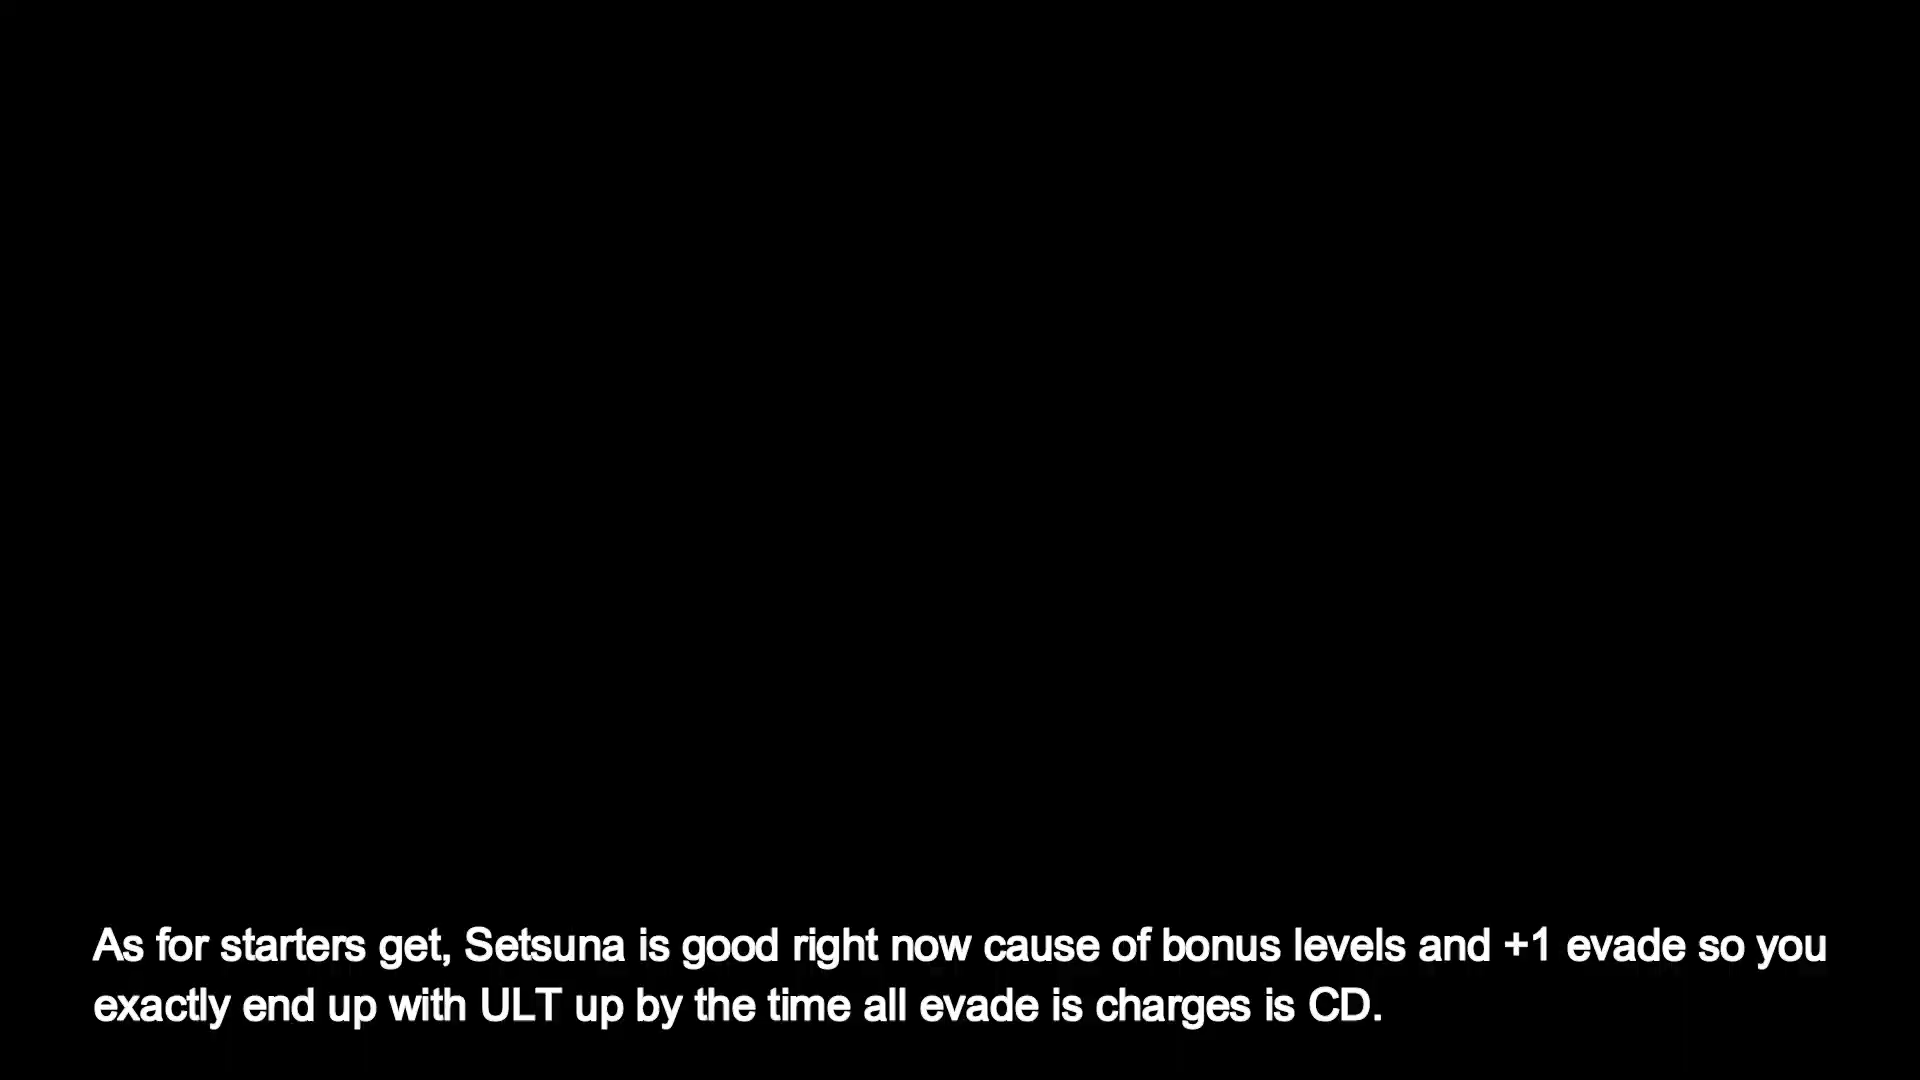 As for starters get, Setsuna is good right now cause of bonus levels and +1 evade so you
exactly end up with ULT up by the time all evade is charges is CD.